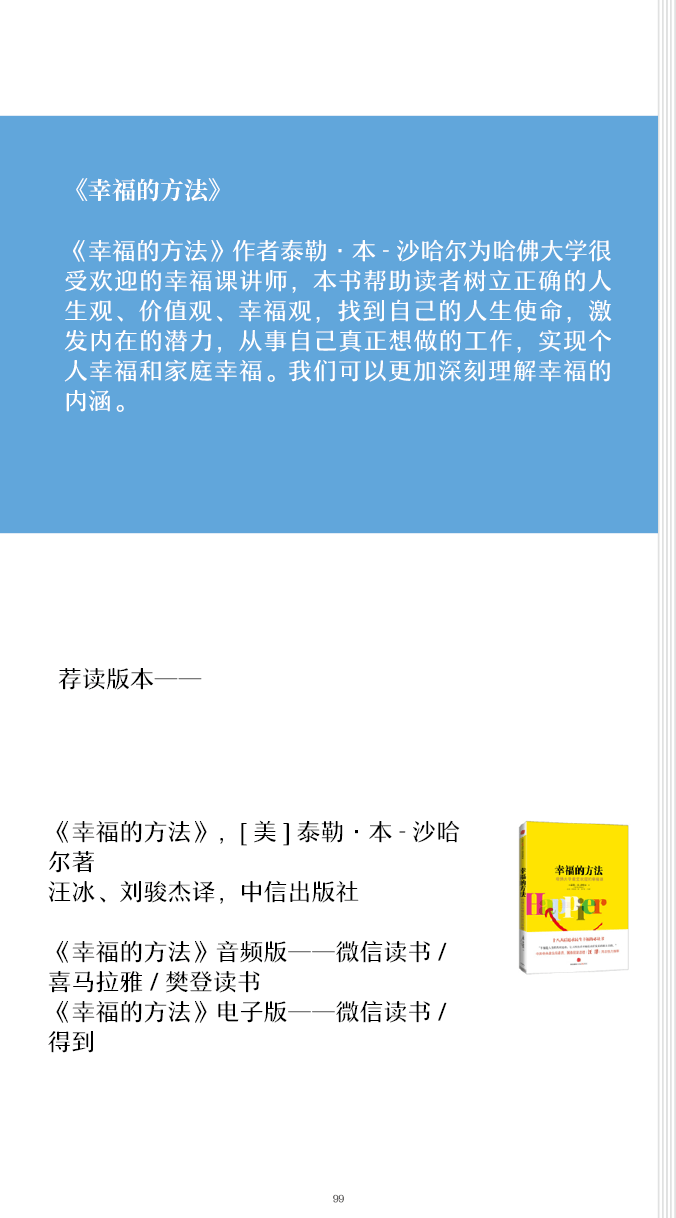 《幸福的方法》
《幸福的方法》作者泰勒·本-沙哈尔为哈佛大学很
受欢迎的幸福课讲师，本书帮助读者树立正确的人
生观、价值观、幸福观，找到自己的人生使命，激
发内在的潜力，从事自己真正想做的工作，实现个
人幸福和家庭幸福。我们可以更加深刻理解幸福的
内涵。
荐读版本——
《幸福的方法》，[美]泰勒·本-沙哈
尔著
汪冰、刘骏杰译，中信出版社
《幸福的方法》音频版——微信读书/
喜马拉雅/樊登读书
《幸福的方法》电子版——微信读书/
得到
幸福的方法
幸福的方法
Happier
99